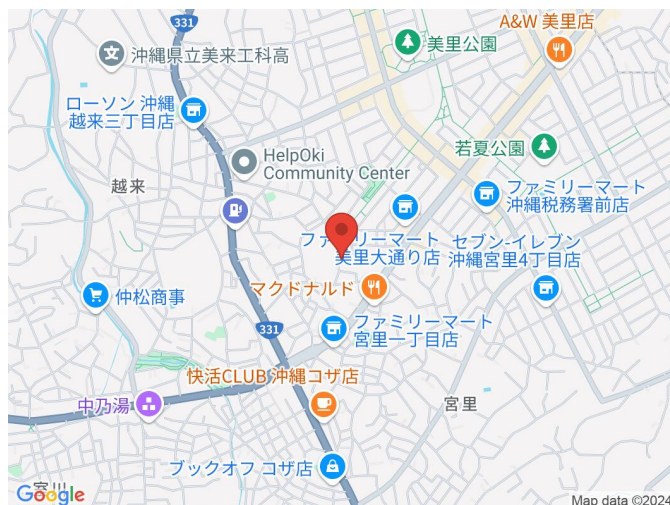 331
A&W 美里店
美里公園
沖縄県立美来工科高
ローソン 沖縄
越来三丁目店
若夏公園
HelpOki
Community Center
越来
ファミリーマート
沖縄税務署前店
ファミリーマート
美里大通り店
セブン-イレブン
沖縄宮里4丁目店
マクドナルド
仲松商事
331
ファミリーマート
宮里一丁目店
快活CLUB 沖縄コザ店
中乃湯
宮里
ブックオフ コザ店
室川
Google
Map data ©2024